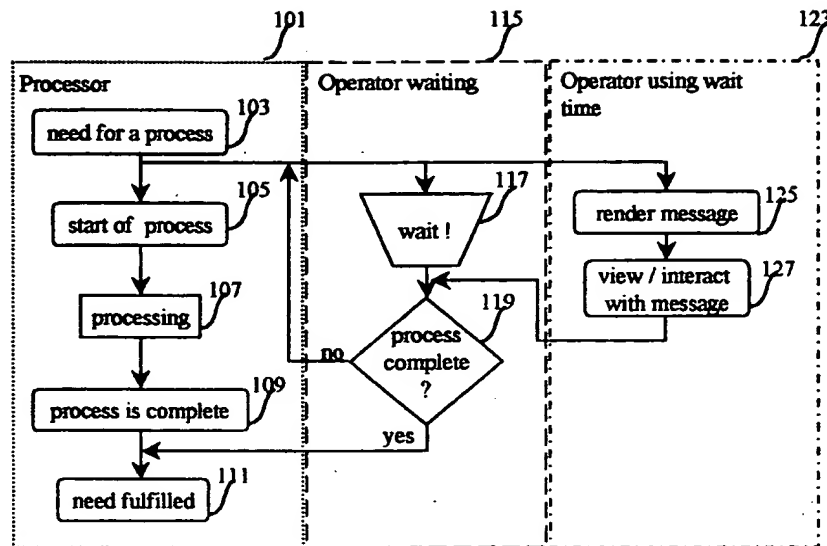 101
115
123
Processor
Operator waiting
Operator using wait
time
103
need for a process
117
105
125
start of process
wait !
render message
107
127
view / interact
with message
processing
119
process
complete
?
no
109
process is complete
yes
111
need fulfilled